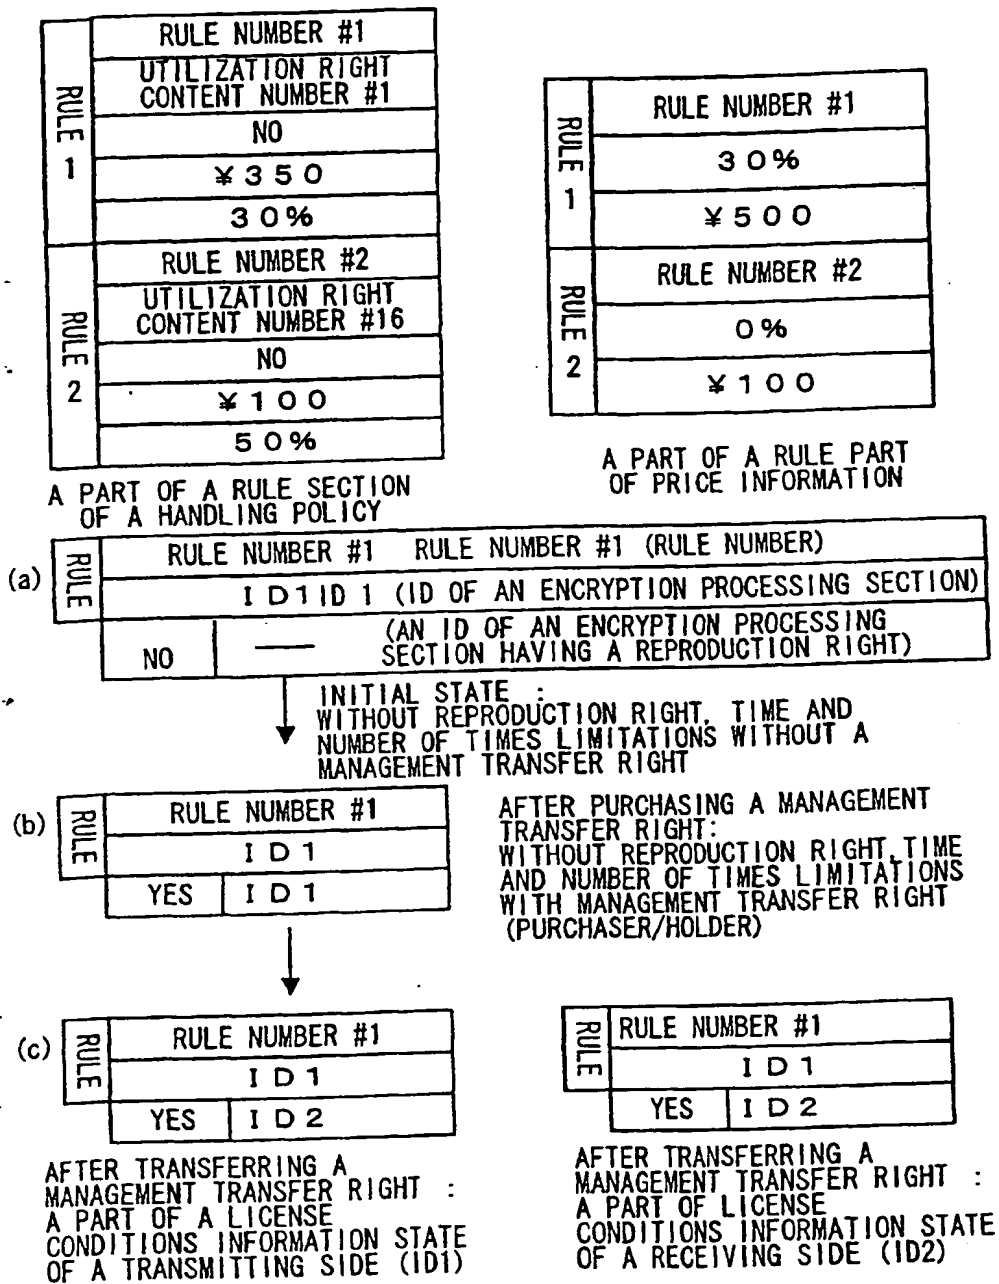 RULE 1
RULE NUMBER #1
UTILIZATION RIGHT
CONTENT NUMBER #1
NO
¥350
30%
RULE 2
RULE NUMBER #2
UTILIZATION RIGHT
CONTENT NUMBER #16
NO
¥100
50%
A PART OF A RULE SECTION
OF A HANDLING POLICY
RULE 1
RULE NUMBER #1
30%
¥500
RULE 2
RULE NUMBER #2
0%
¥100
A PART OF A RULE PART
OF PRICE INFORMATION
(a)
RULE
RULE NUMBER #1 RULE NUMBER #1 (RULE NUMBER)
ID1ID 1 (ID OF AN ENCRYPTION PROCESSING SECTION)
NO — (AN ID OF AN ENCRYPTION PROCESSING
SECTION HAVING A REPRODUCTION RIGHT)
INITIAL STATE :
WITHOUT REPRODUCTION RIGHT, TIME AND
NUMBER OF TIMES LIMITATIONS WITHOUT A
MANAGEMENT TRANSFER RIGHT
(b)
RULE
RULE NUMBER #1
ID1
YES ID1
AFTER PURCHASING A MANAGEMENT
TRANSFER RIGHT:
WITHOUT REPRODUCTION RIGHT, TIME
AND NUMBER OF TIMES LIMITATIONS
WITH MANAGEMENT TRANSFER RIGHT
(PURCHASER/HOLDER)
(c)
RULE
RULE NUMBER #1
ID1
YES ID2
AFTER TRANSFERRING A
MANAGEMENT TRANSFER RIGHT :
A PART OF A LICENSE
CONDITIONS INFORMATION STATE
OF A TRANSMITTING SIDE (ID1)
RULE
RULE NUMBER #1
ID1
YES ID2
AFTER TRANSFERRING A
MANAGEMENT TRANSFER RIGHT :
A PART OF LICENSE
CONDITIONS INFORMATION STATE
OF A RECEIVING SIDE (ID2)